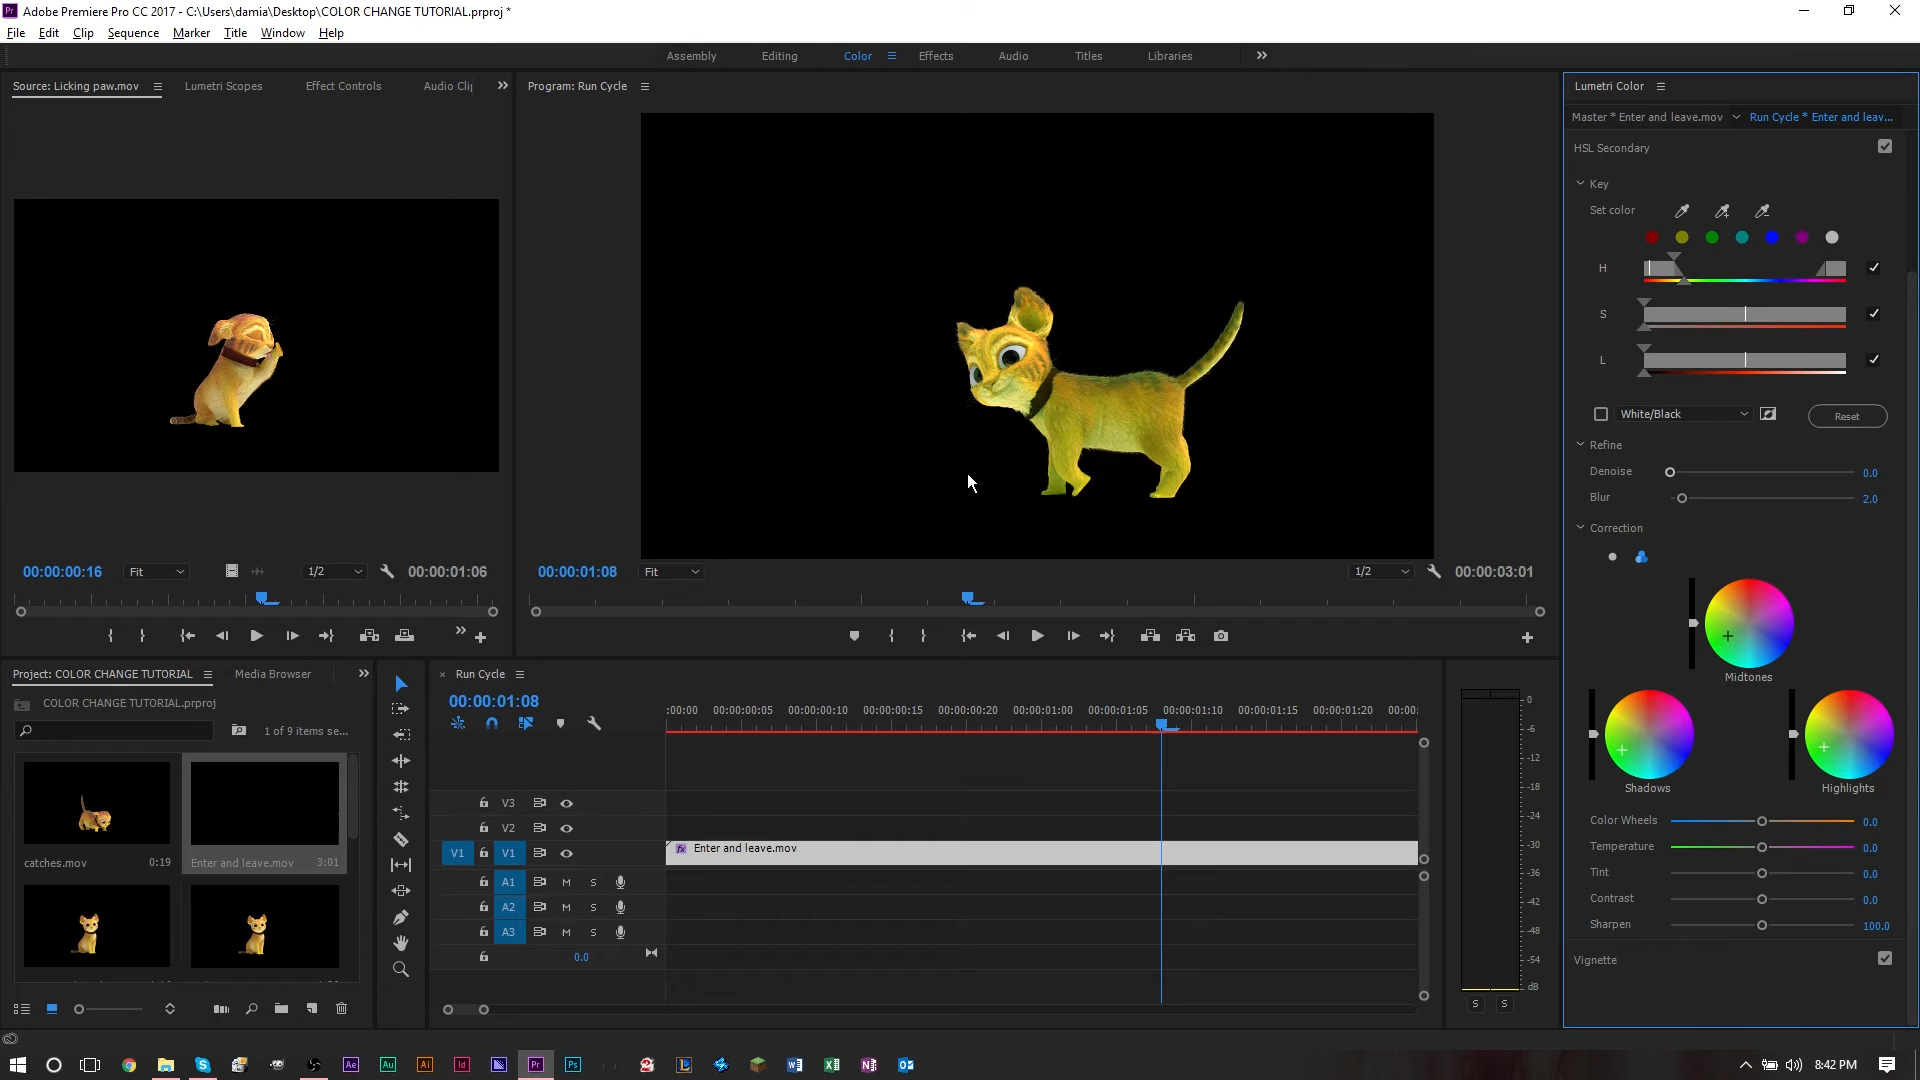 Adobe Premiere Pro CC 2017 - C:\Users\damia\Desktop\COLOR CHANGE TUTORIAL.prproj *
File Edit Clip Sequence Marker Title Window Help
Assembly Editing Color Effects Audio Titles Libraries
Source: Licking paw.mov Lumetri Scopes Effect Controls Audio Clip
Program: Run Cycle
Lumetri Color
Master * Enter and leave.mov Run Cycle * Enter and leav...
HSL Secondary
Key
Set color
H
S
L
White/Black Reset
Refine
Denoise 0.0
Blur 2.0
Correction
Midtones
Shadows Highlights
Color Wheels 0.0
Temperature 0.0
Tint 0.0
Contrast 0.0
Sharpen 100.0
Vignette
00:00:00:16 Fit 1/2 00:00:01:06
00:00:01:08 Fit 1/2 00:00:03:01
Project: COLOR CHANGE TUTORIAL Media Browser
COLOR CHANGE TUTORIAL.prproj
1 of 9 items se...
catches.mov 0:19
Enter and leave.mov 3:01
× Run Cycle
00:00:01:08
:00:00 00:00:00:05 00:00:00:10 00:00:00:15 00:00:00:20 00:00:01:00 00:00:01:05 00:00:01:10 00:00:01:15 00:00:01:20 00:00:
V3
V2
V1 V1
Enter and leave.mov
A1 M S
A2 M S
A3 M S
0.0
0
-6
-12
-18
-24
-30
-36
-42
-48
-54
dB
S S
8:42 PM